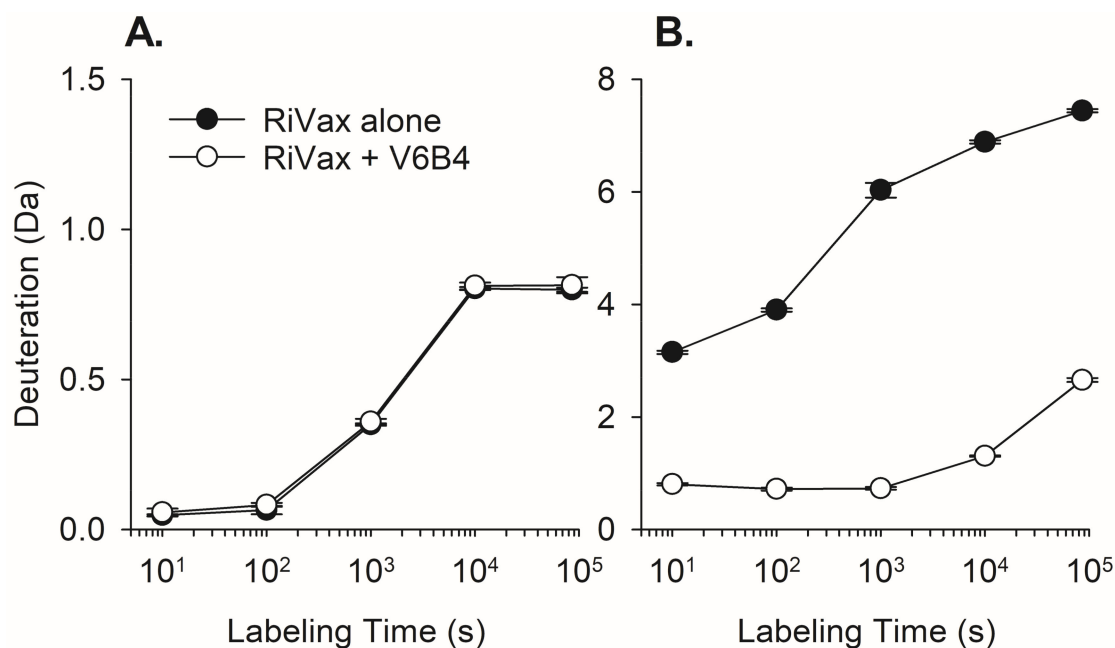 A.
1.5
1.0
0.5
0.0
Deuteration (Da)
RiVax alone
RiVax + V6B4
10¹ 10² 10³ 10⁴ 10⁵
Labeling Time (s)
B.
8
6
4
2
0
10¹ 10² 10³ 10⁴ 10⁵
Labeling Time (s)